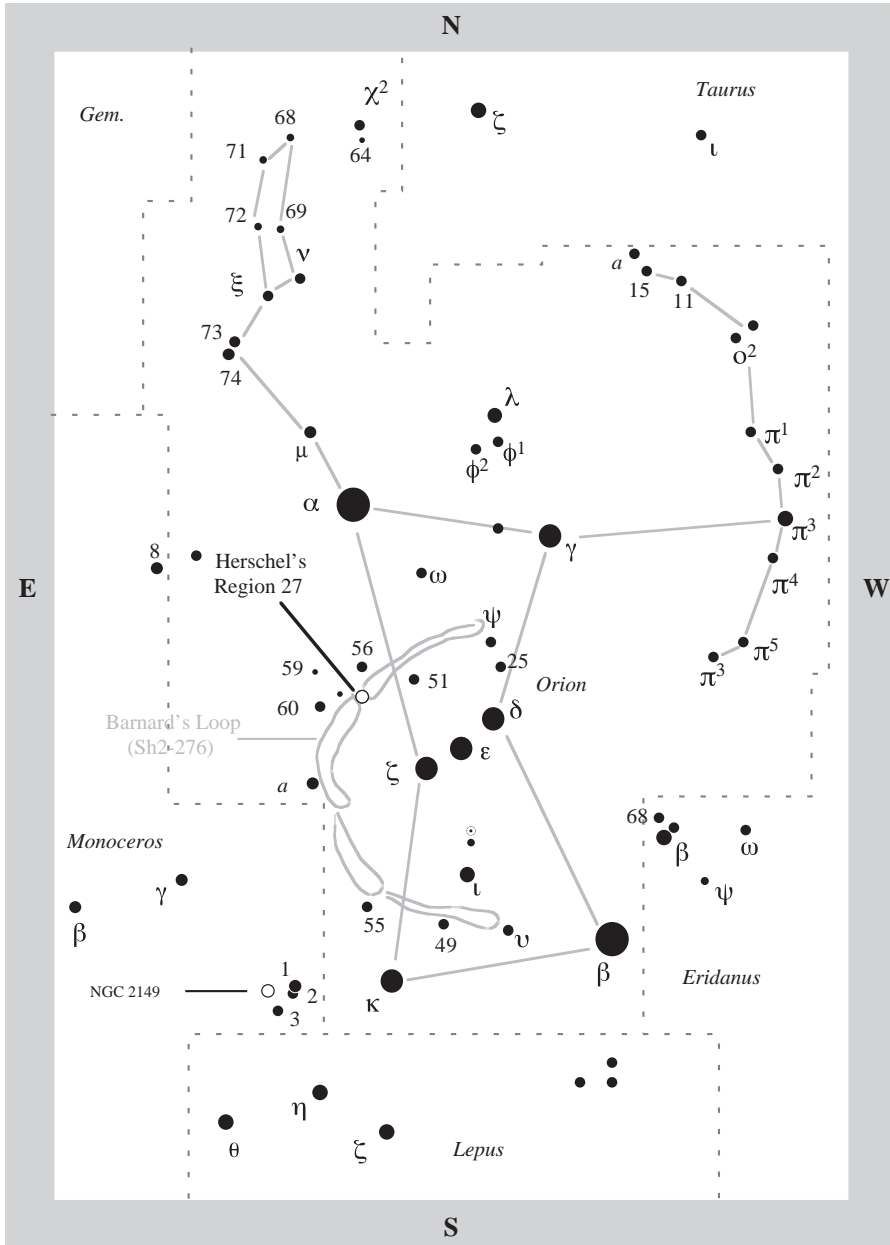 N
Gem.
68
χ²
ζ
Taurus
71
64
ι
72
69
ν
ξ
a
15
11
73
74
ο²
λ
μ
φ²
φ¹
π¹
π²
α
γ
π³
8
Herschel's
Region 27
ω
π⁴
E
W
ψ
56
59
25
51
Orion
π³
π⁵
60
δ
Barnard's Loop
(Sh2-276)
ζ
ε
a
68
Monoceros
β
ω
γ
ι
ψ
β
55
49
υ
β
Eridanus
NGC 2149
1
2
3
κ
η
θ
ζ
Lepus
S